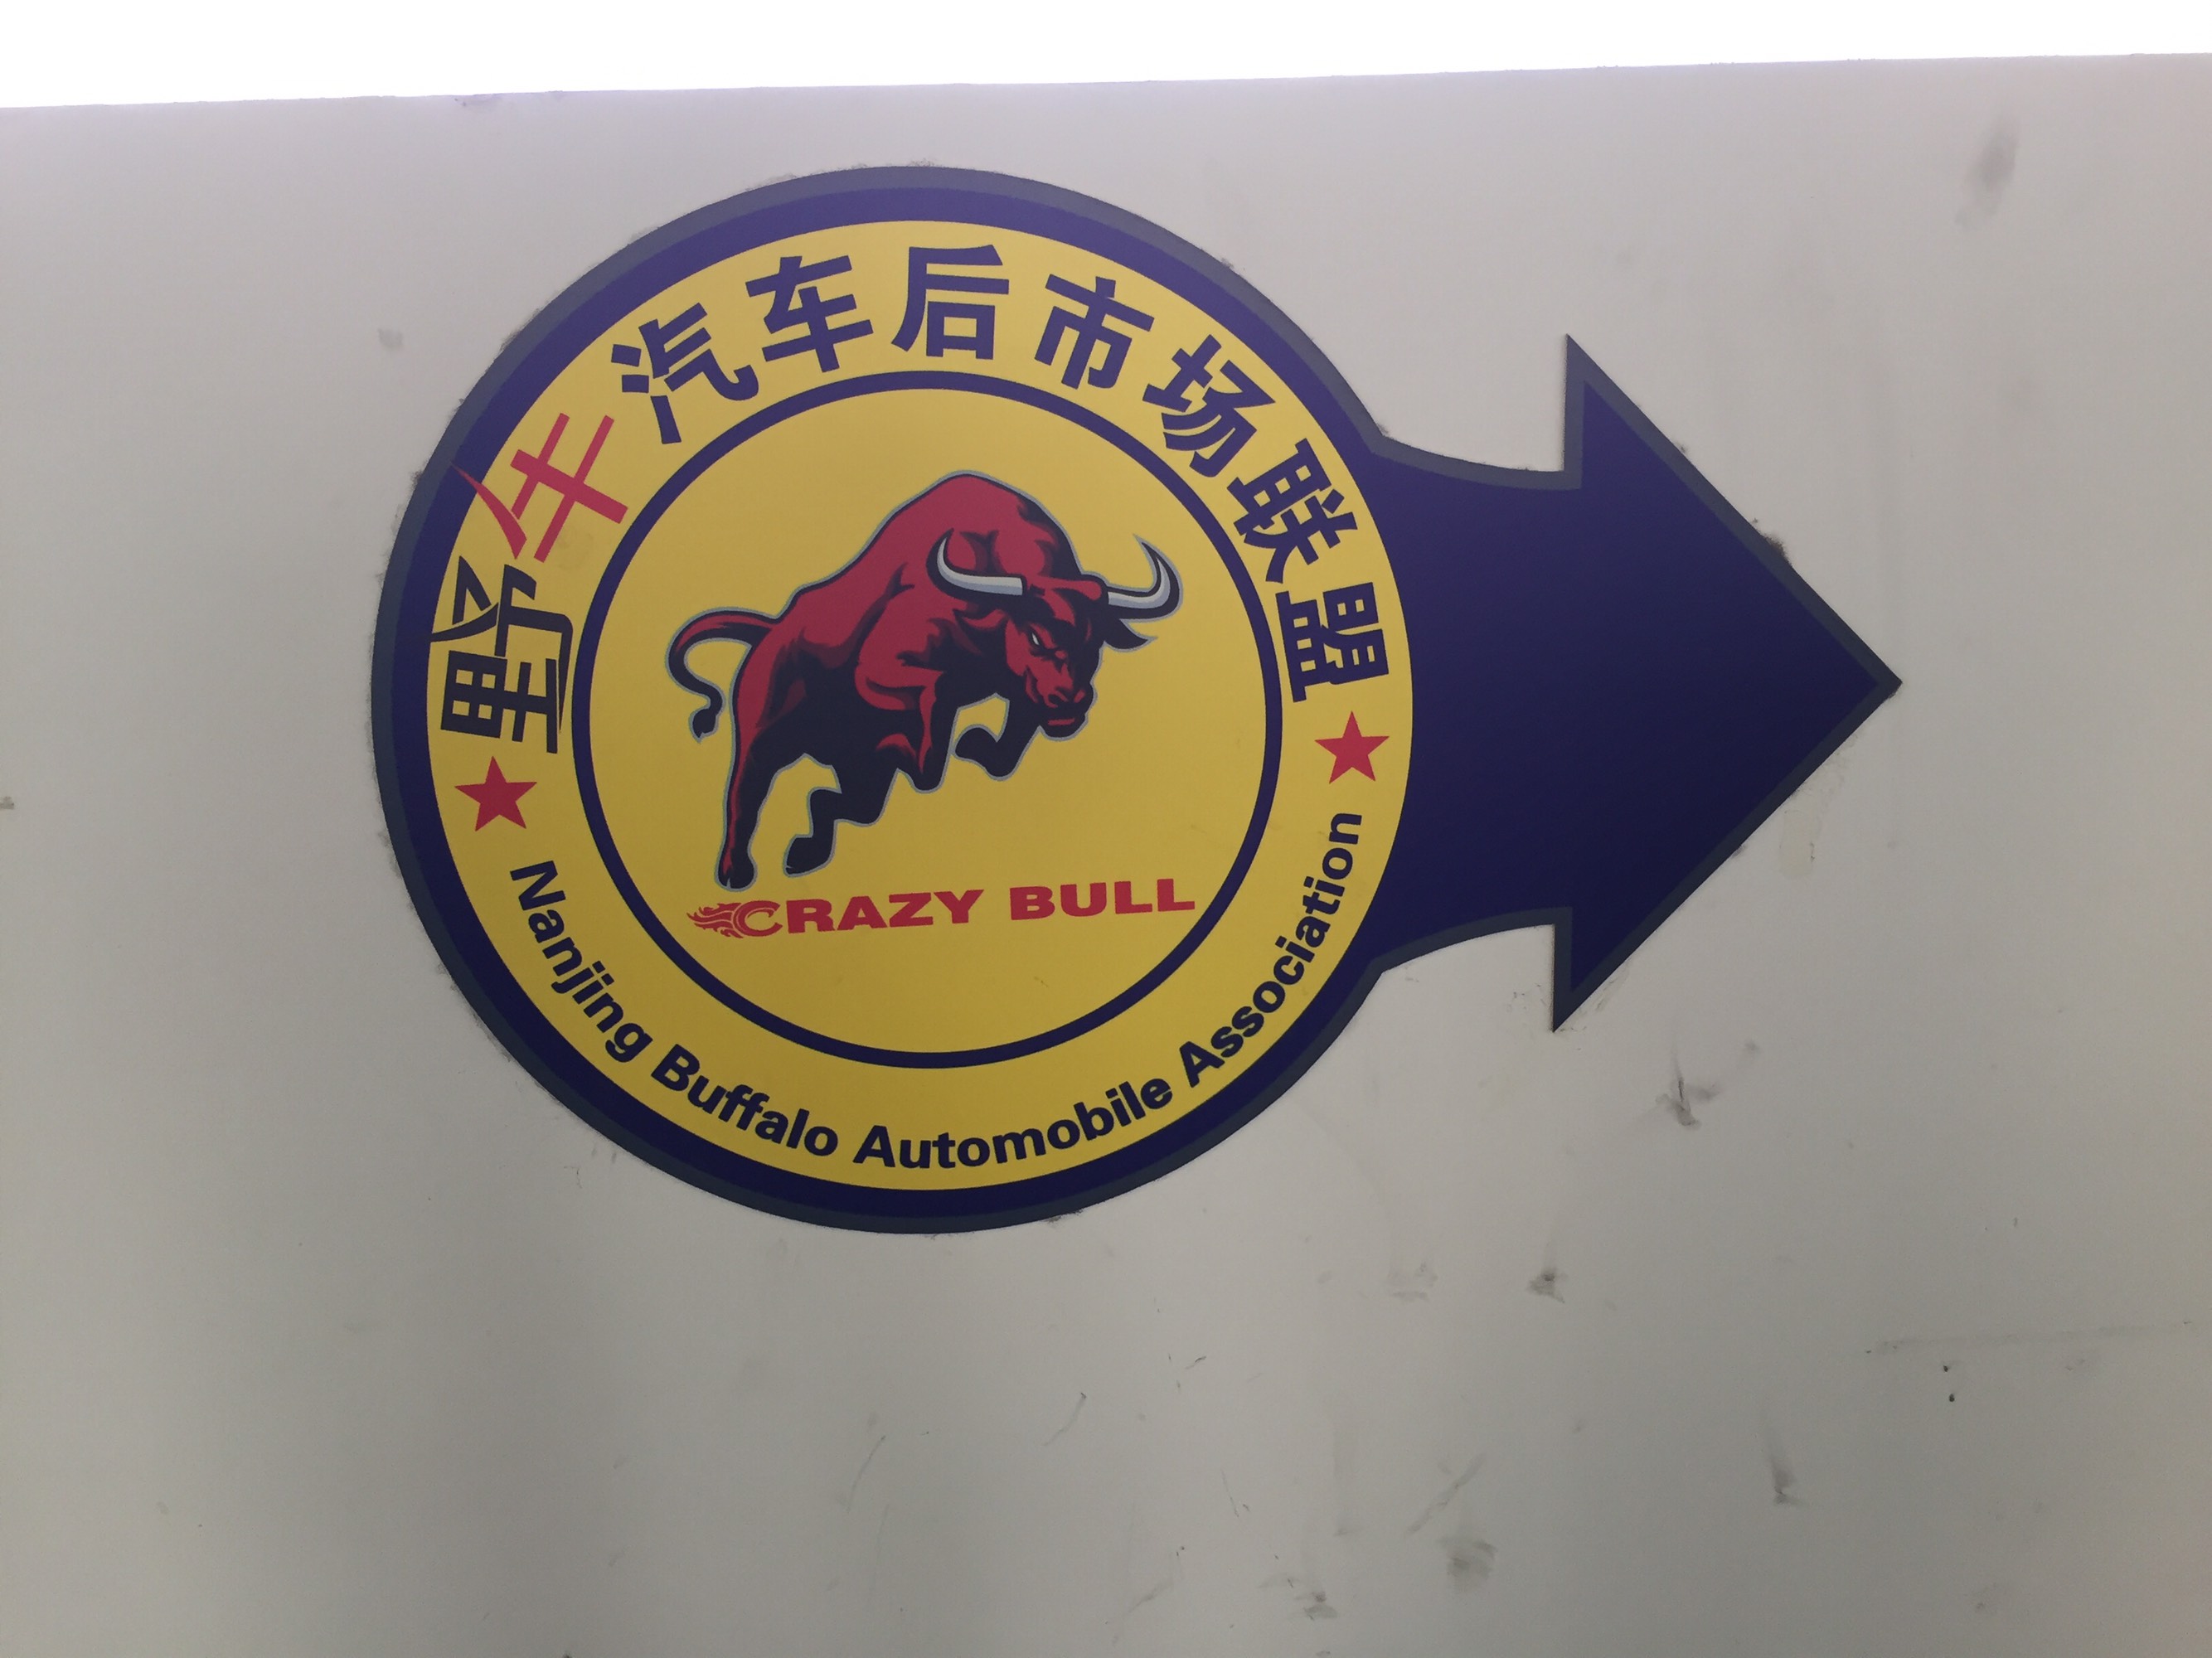 野牛汽车后市场联盟
CRAZY BULL
Nanjing Buffalo Automobile Association